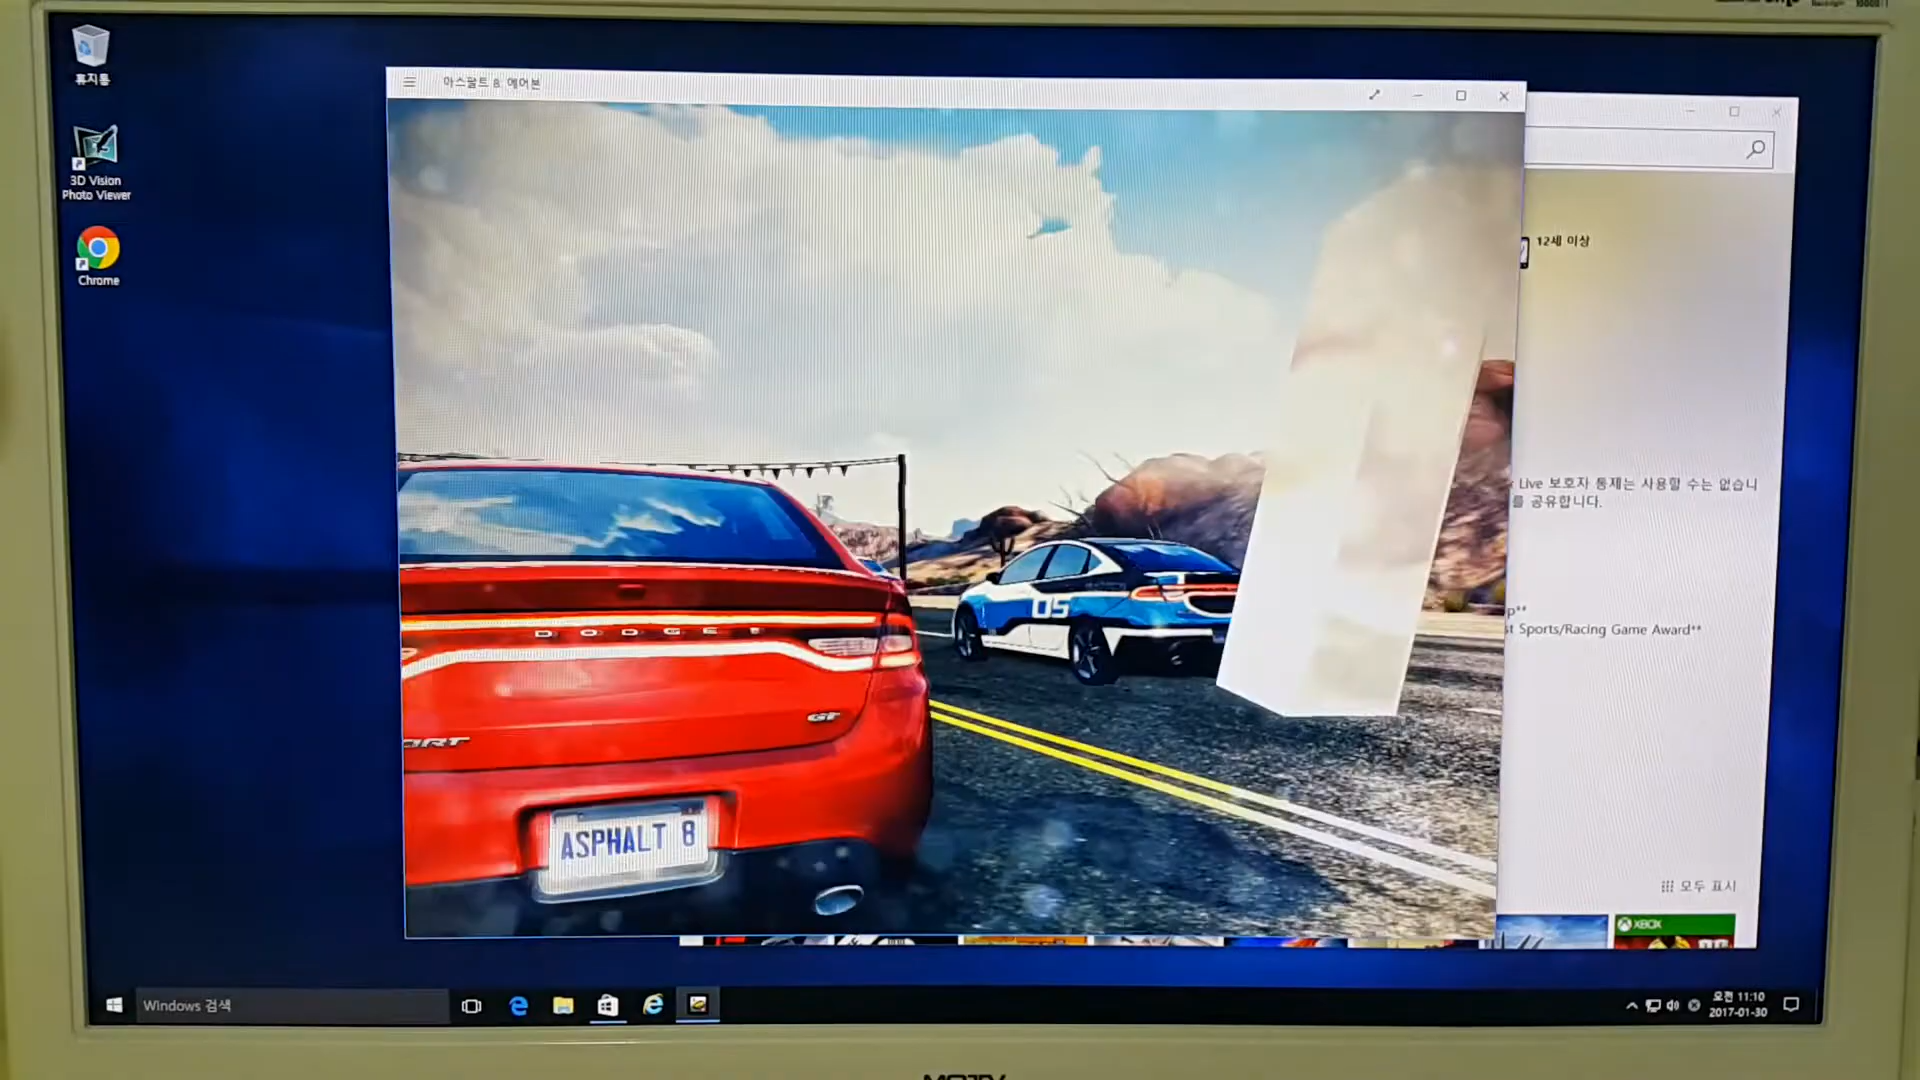 휴지통
3D Vision
Photo Viewer
Chrome
아스팔트 8: 에어본
12세 이상
Live 보호자 통제는 사용할 수는 없습니
를 공유합니다.
p**
t Sports/Racing Game Award**
05
DODGE
GT
ORT
ASPHALT 8
모두 표시
XBOX
Windows 검색
오전 11:10
2017-01-30